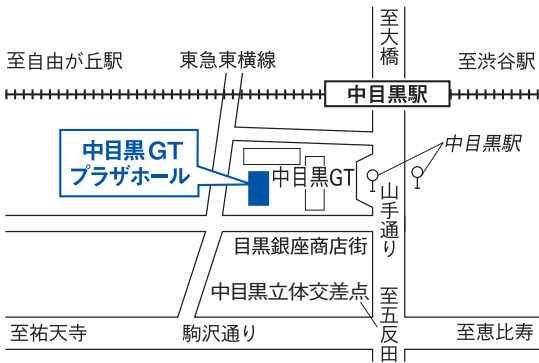 至大橋
至自由が丘駅
東急東横線
至渋谷駅
中目黒駅
中目黒GT
プラザホール
中目黒駅
中目黒GT
山手通り
目黒銀座商店街
中目黒立体交差点
至五反田
至祐天寺
駒沢通り
至恵比寿